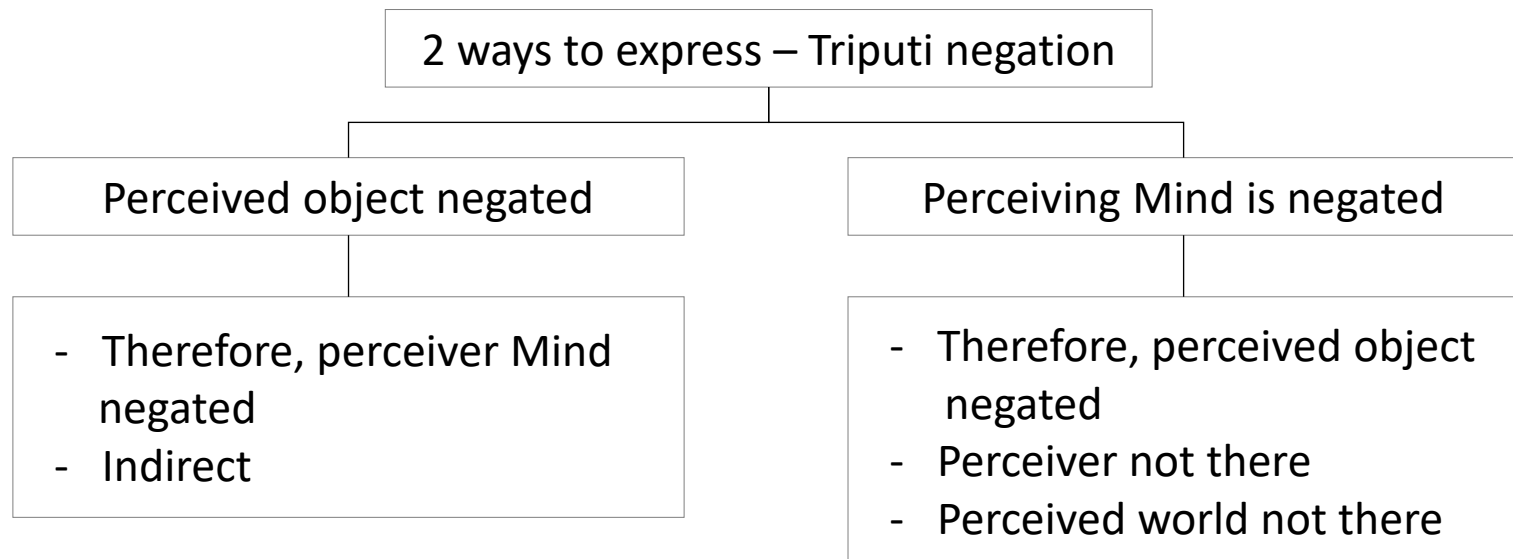 2 ways to express – Triputi negation
Perceived object negated
Perceiving Mind is negated
- Therefore, perceiver Mind
negated
- Indirect
- Therefore, perceived object
negated
- Perceiver not there
- Perceived world not there